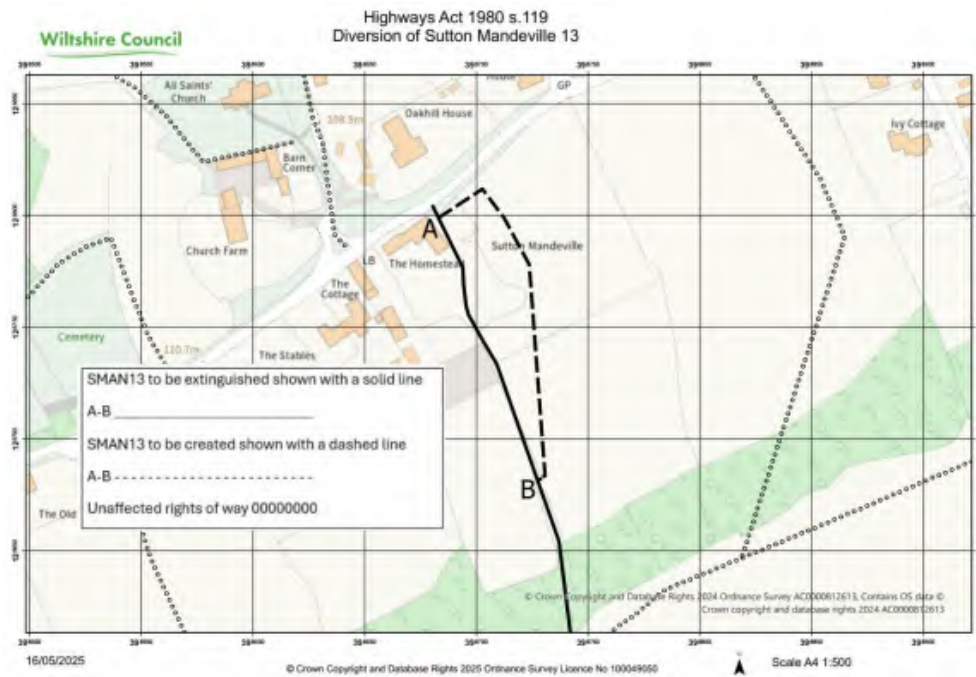 Highways Act 1980 s.119
Diversion of Sutton Mandeville 13
Wiltshire Council
All Saints'
Church
108.9m
Oakhill House
GP
Ivy Cottage
Barn
Corner
Church Farm
A
LB
The Homestead
Sutton Mandeville
The
Cottage
Cemetery
110.7m
The Stables
SMAN13 to be extinguished shown with a solid line
A-B
SMAN13 to be created shown with a dashed line
A-B
Unaffected rights of way 00000000
B
The Old
© Crown Copyright and Database Rights 2024 Ordnance Survey AC0000812613, Contains OS data ©
Crown copyright and database rights 2024 AC0000812613
16/05/2025
© Crown Copyright and Database Rights 2025 Ordnance Survey Licence No 100049050
Scale A4 1:500